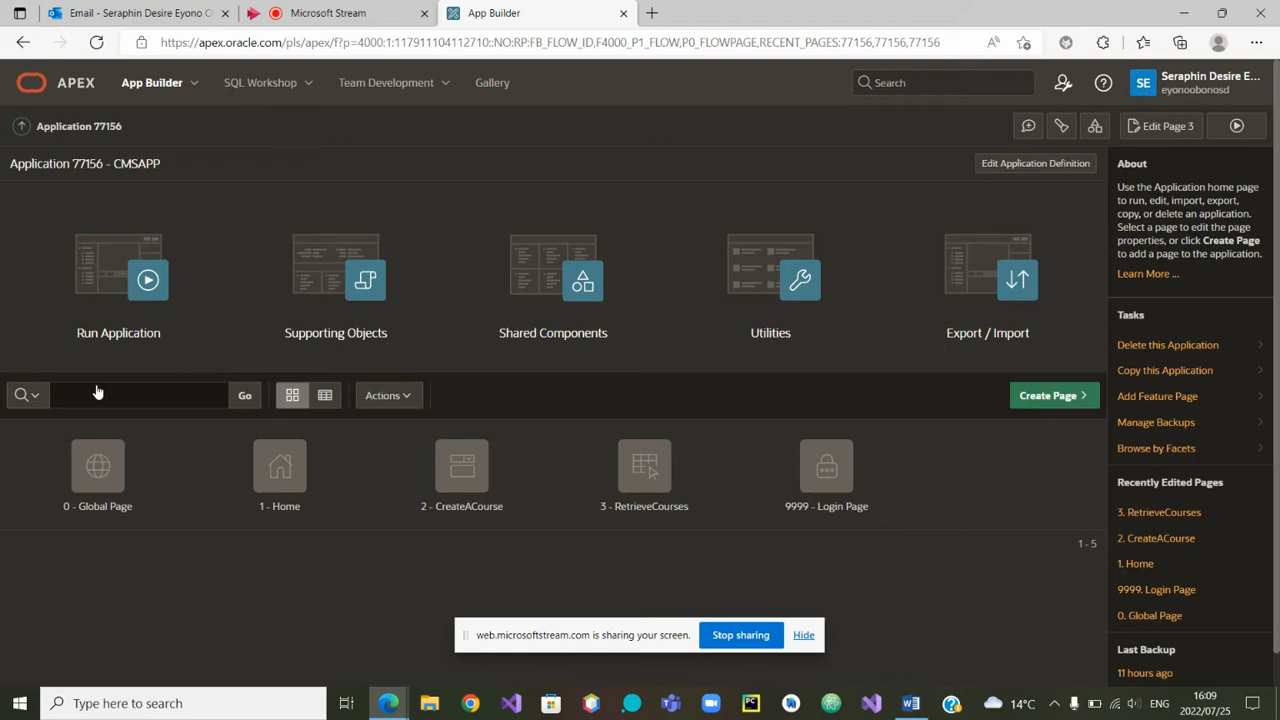 Email - Seraphin Desire Eyono O
Microsoft Stream
App Builder
https://apex.oracle.com/pls/apex/f?p=4000:1:117911104112710::NO:RP:FB_FLOW_ID,F4000_P1_FLOW,P0_FLOWPAGE,RECENT_PAGES:77156,77156,77156
APEX
App Builder
SQL Workshop
Team Development
Gallery
Search
SE
Seraphin Desire E...
eyonoobonosd
Application 77156
Edit Page 3
Application 77156 - CMSAPP
Edit Application Definition
Run Application
Supporting Objects
Shared Components
Utilities
Export / Import
Go
Actions
Create Page
0 - Global Page
1 - Home
2 - CreateACourse
3 - RetrieveCourses
9999 - Login Page
1 - 5
About
Use the Application home page
to run, edit, import, export,
copy, or delete an application.
Select a page to edit the page
properties, or click Create Page
to add a page to the application.
Learn More ...
Tasks
Delete this Application
Copy this Application
Add Feature Page
Manage Backups
Browse by Facets
Recently Edited Pages
3. RetrieveCourses
2. CreateACourse
1. Home
9999. Login Page
0. Global Page
Last Backup
11 hours ago
web.microsoftstream.com is sharing your screen.
Stop sharing
Hide
Type here to search
14°C
ENG
16:09
2022/07/25